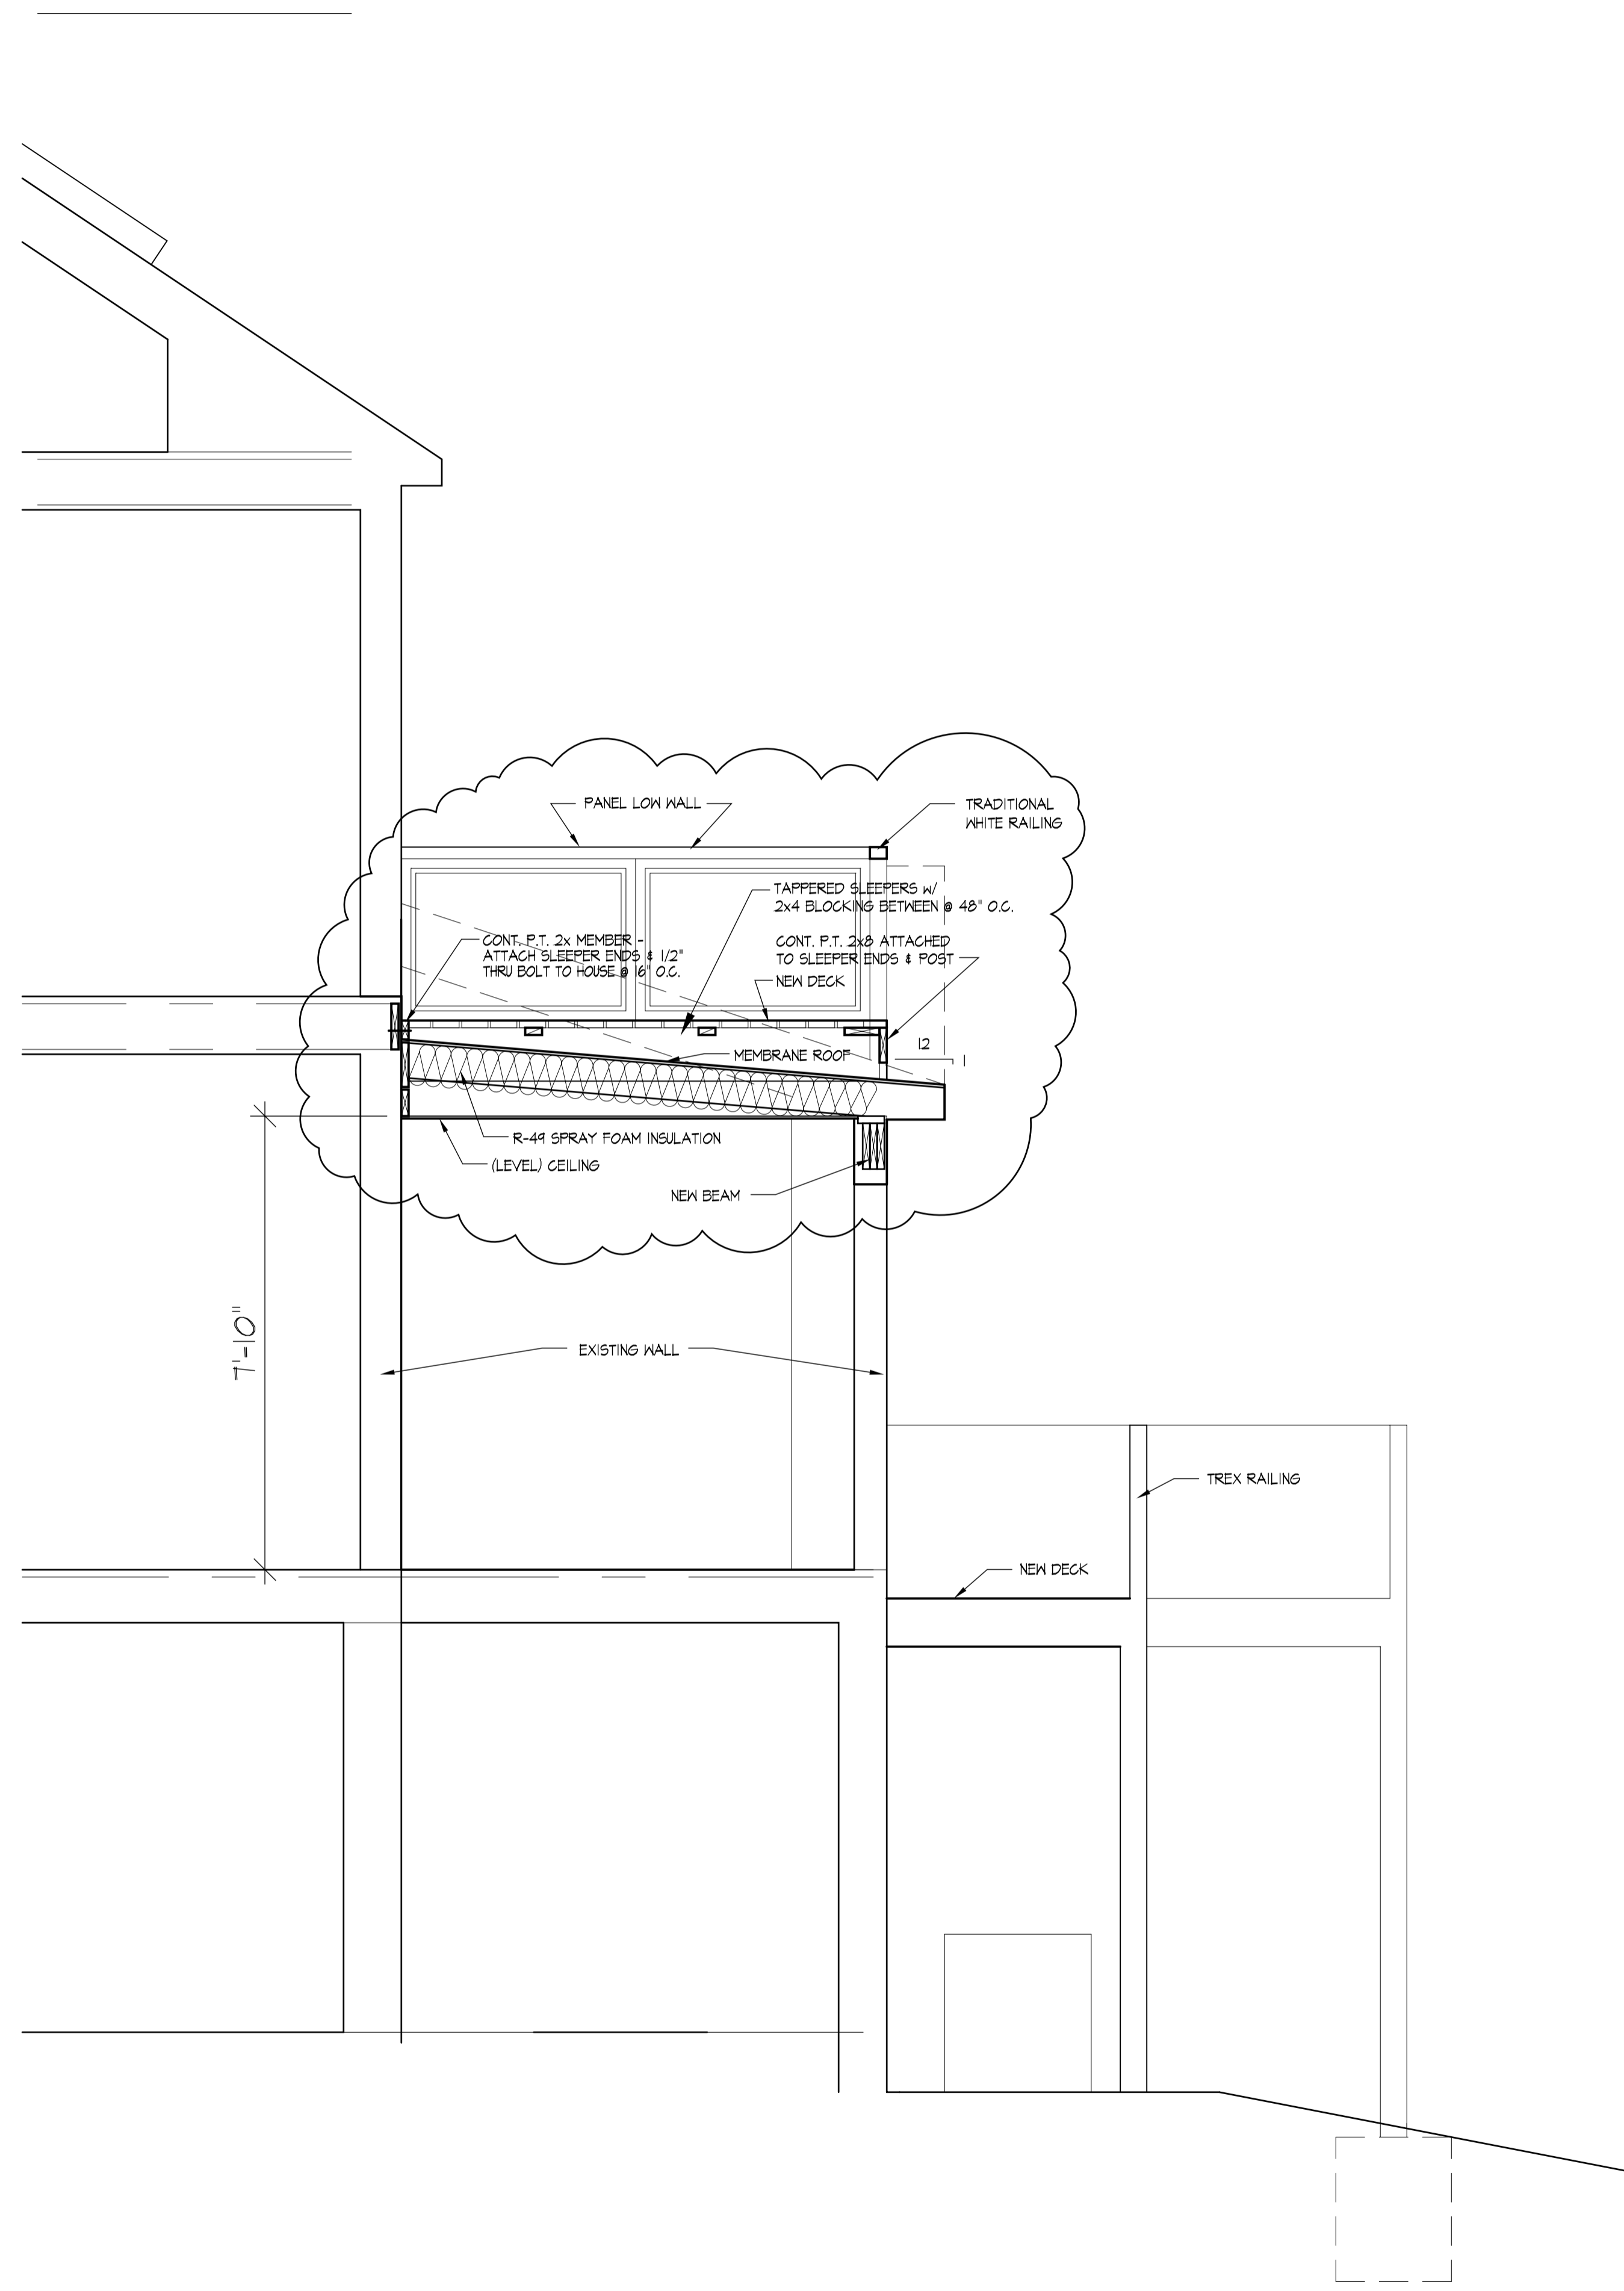 PANEL LOW WALL
TRADITIONAL
WHITE RAILING
TAPPERED SLEEPERS W/
2x4 BLOCKING BETWEEN @ 48" O.C.
CONT. P.T. 2x MEMBER -
ATTACH SLEEPER ENDS & 1/2"
THRU BOLT TO HOUSE @ 16" O.C.
CONT. P.T. 2x8 ATTACHED
TO SLEEPER ENDS & POST
NEW DECK
12
1
MEMBRANE ROOF
R-49 SPRAY FOAM INSULATION
(LEVEL) CEILING
NEW BEAM
7'-10"
EXISTING WALL
TREX RAILING
NEW DECK